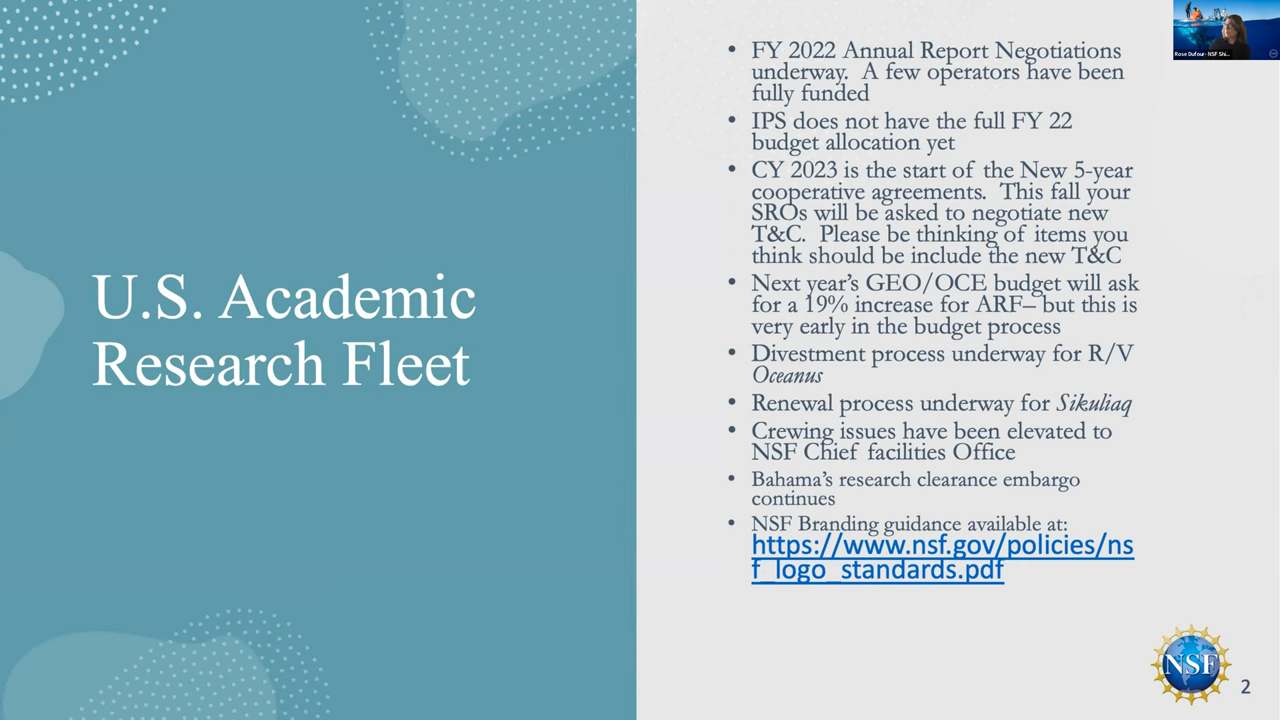 U.S. Academic
Research Fleet
• FY 2022 Annual Report Negotiations
underway. A few operators have been
fully funded
• IPS does not have the full FY 22
budget allocation yet
• CY 2023 is the start of the New 5-year
cooperative agreements. This fall your
SROs will be asked to negotiate new
T&C. Please be thinking of items you
think should be include the new T&C
• Next year's GEO/OCE budget will ask
for a 19% increase for ARF– but this is
very early in the budget process
• Divestment process underway for R/V
Oceanus
• Renewal process underway for Sikuliaq
• Crewing issues have been elevated to
NSF Chief facilities Office
• Bahama's research clearance embargo
continues
• NSF Branding guidance available at:
https://www.nsf.gov/policies/ns
f_logo_standards.pdf
Rose Dufour- NSF Shi...
NSF
2